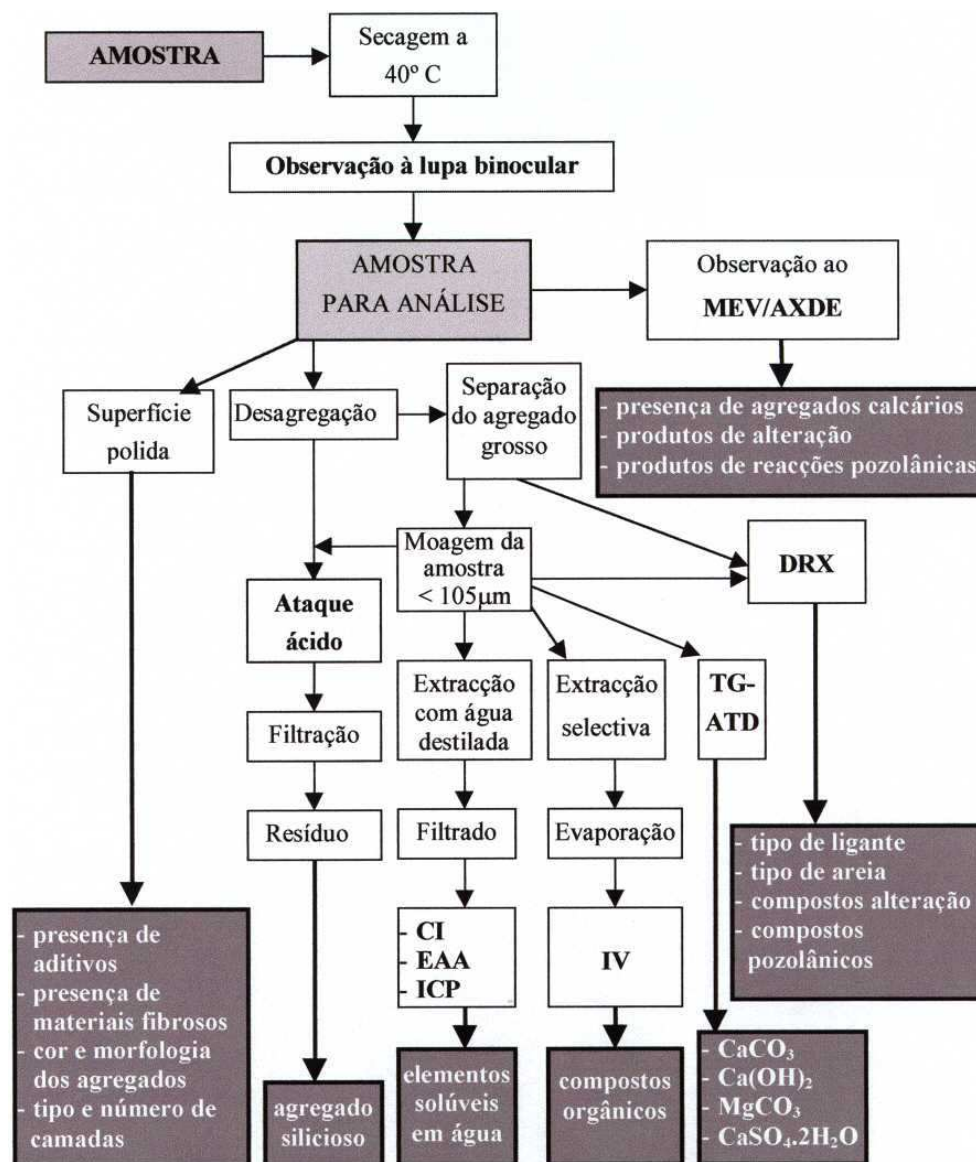 AMOSTRA
Secagem a
40º C
Observação à lupa binocular
AMOSTRA
PARA ANÁLISE
Observação ao
MEV/AXDE
- presença de agregados calcários
- produtos de alteração
- produtos de reacções pozolânicas
Superfície
polida
Desagregação
Separação
do agregado
grosso
Moagem da
amostra
< 105μm
DRX
Ataque
ácido
Extracção
com água
destilada
Extracção
selectiva
TG-
ATD
Filtração
Resíduo
Filtrado
Evaporação
- tipo de ligante
- tipo de areia
- compostos alteração
- compostos
pozolânicos
- CI
- EAA
- ICP
IV
- presença de
aditivos
- presença de
materiais fibrosos
- cor e morfologia
dos agregados
- tipo e número de
camadas
agregado
silicioso
elementos
solúveis
em água
compostos
orgânicos
- CaCO₃
- Ca(OH)₂
- MgCO₃
- CaSO₄.2H₂O